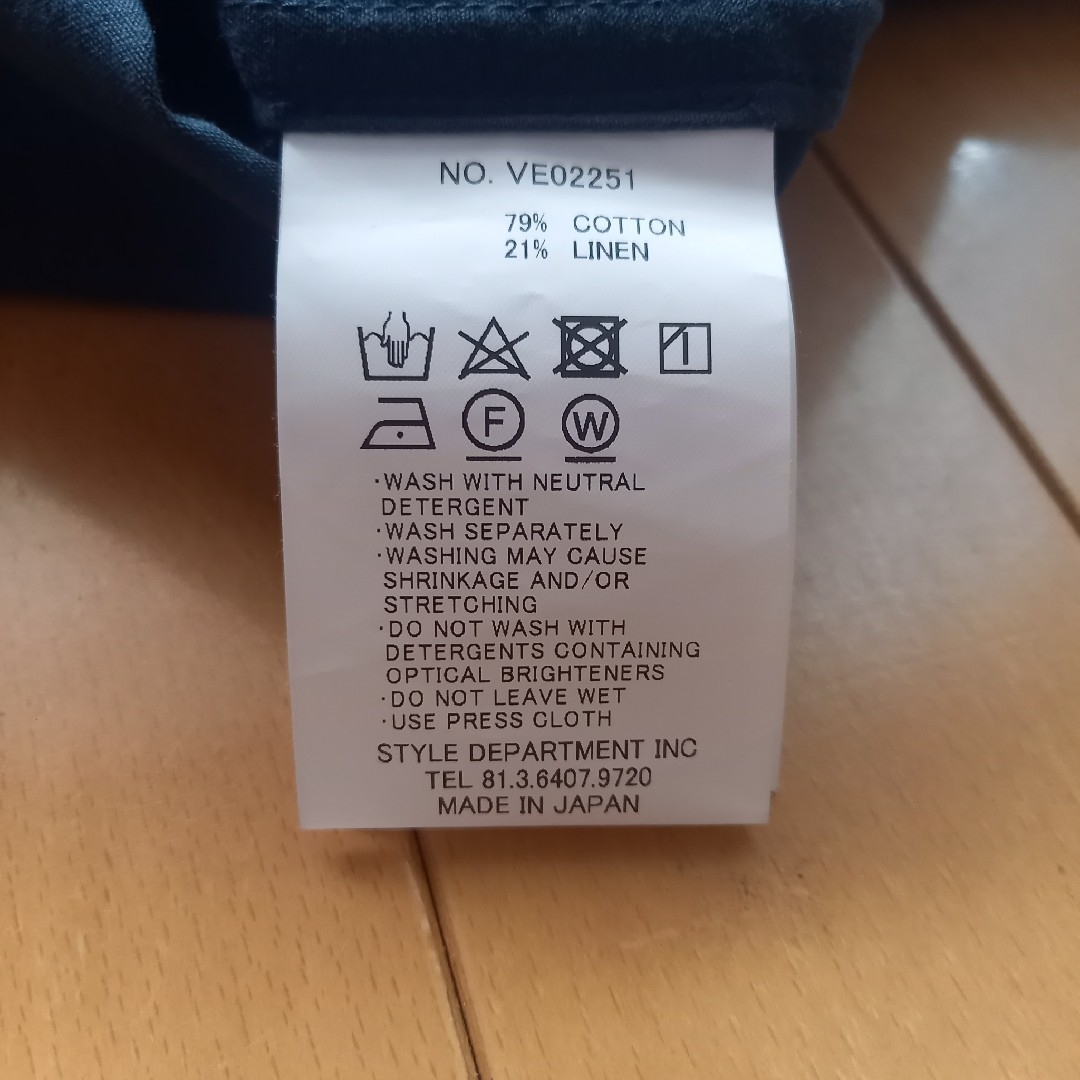 NO. VE02251
79% COTTON
21% LINEN
F W
·WASH WITH NEUTRAL
DETERGENT
·WASH SEPARATELY
·WASHING MAY CAUSE
SHRINKAGE AND/OR
STRETCHING
·DO NOT WASH WITH
DETERGENTS CONTAINING
OPTICAL BRIGHTENERS
·DO NOT LEAVE WET
·USE PRESS CLOTH
STYLE DEPARTMENT INC
TEL 81.3.6407.9720
MADE IN JAPAN